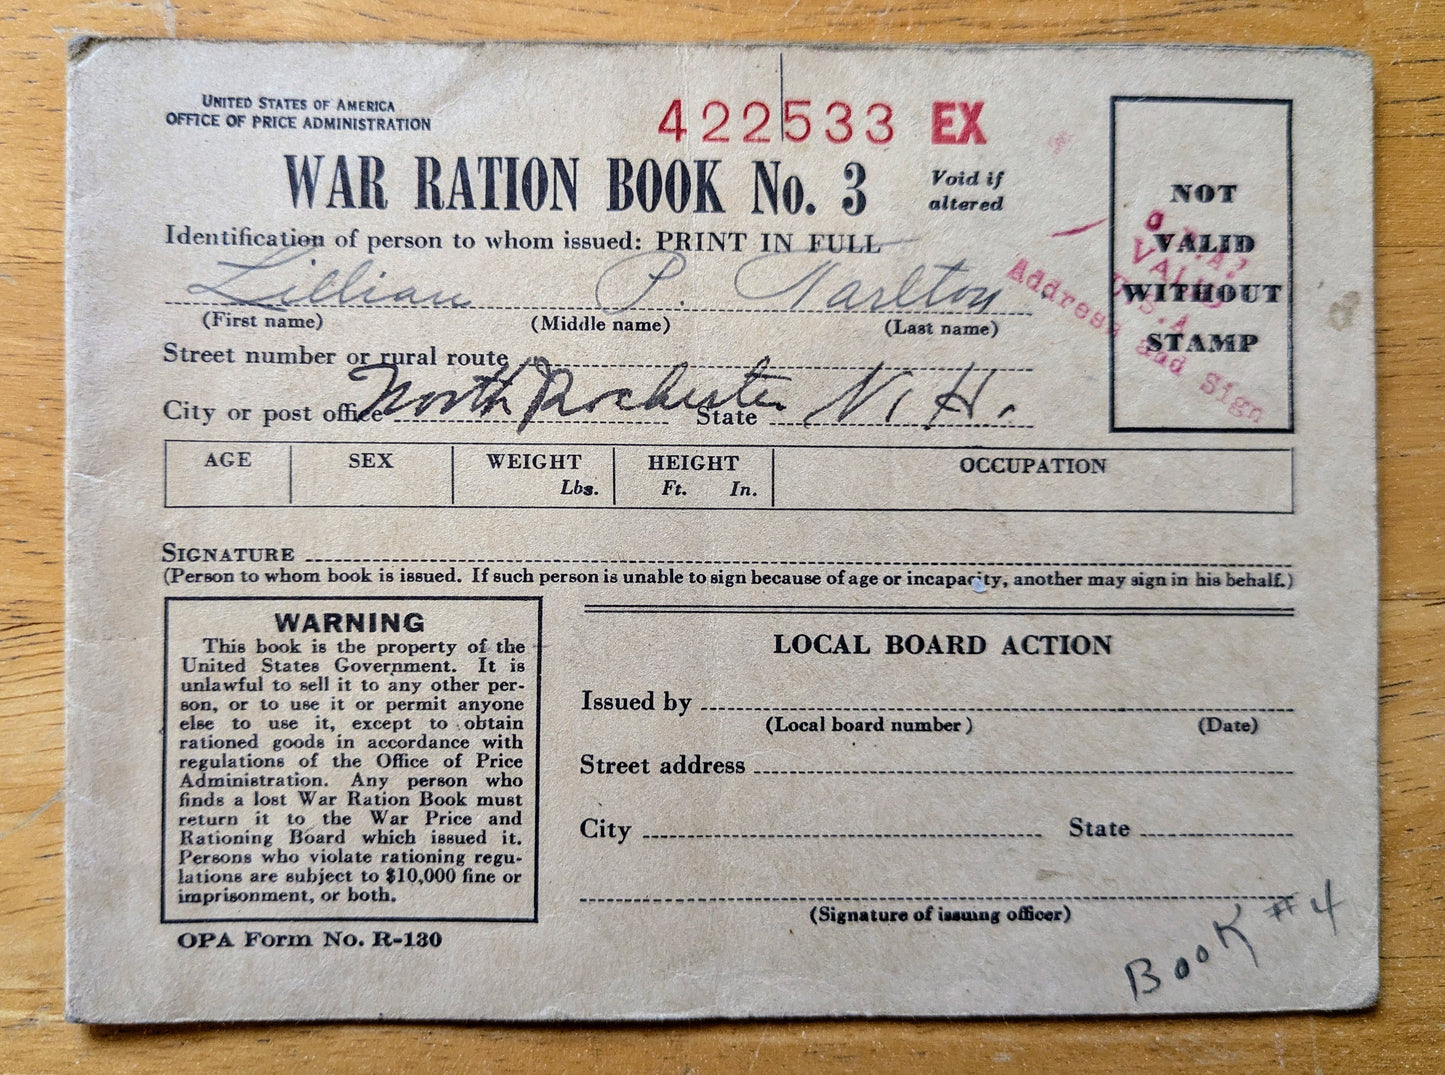 UNITED STATES OF AMERICA
OFFICE OF PRICE ADMINISTRATION
422533 EX
WAR RATION BOOK No. 3
Void if
altered
Identification of person to whom issued: PRINT IN FULL
Lillian P. Narlton
(First name) (Middle name) (Last name)
Street number or rural route
City or post office North Rochester State N.H.
NOT
VALID
WITHOUT
STAMP
O.P.A.
VALID
U.S.A.
Address and Sign
AGE SEX WEIGHT HEIGHT OCCUPATION
Lbs. Ft. In.
SIGNATURE
(Person to whom book is issued. If such person is unable to sign because of age or incapacity, another may sign in his behalf.)
WARNING
This book is the property of the
United States Government. It is
unlawful to sell it to any other per-
son, or to use it or permit anyone
else to use it, except to obtain
rationed goods in accordance with
regulations of the Office of Price
Administration. Any person who
finds a lost War Ration Book must
return it to the War Price and
Rationing Board which issued it.
Persons who violate rationing regu-
lations are subject to $10,000 fine or
imprisonment, or both.
OPA Form No. R-130
LOCAL BOARD ACTION
Issued by
(Local board number) (Date)
Street address
City State
(Signature of issuing officer)
BOOK #4